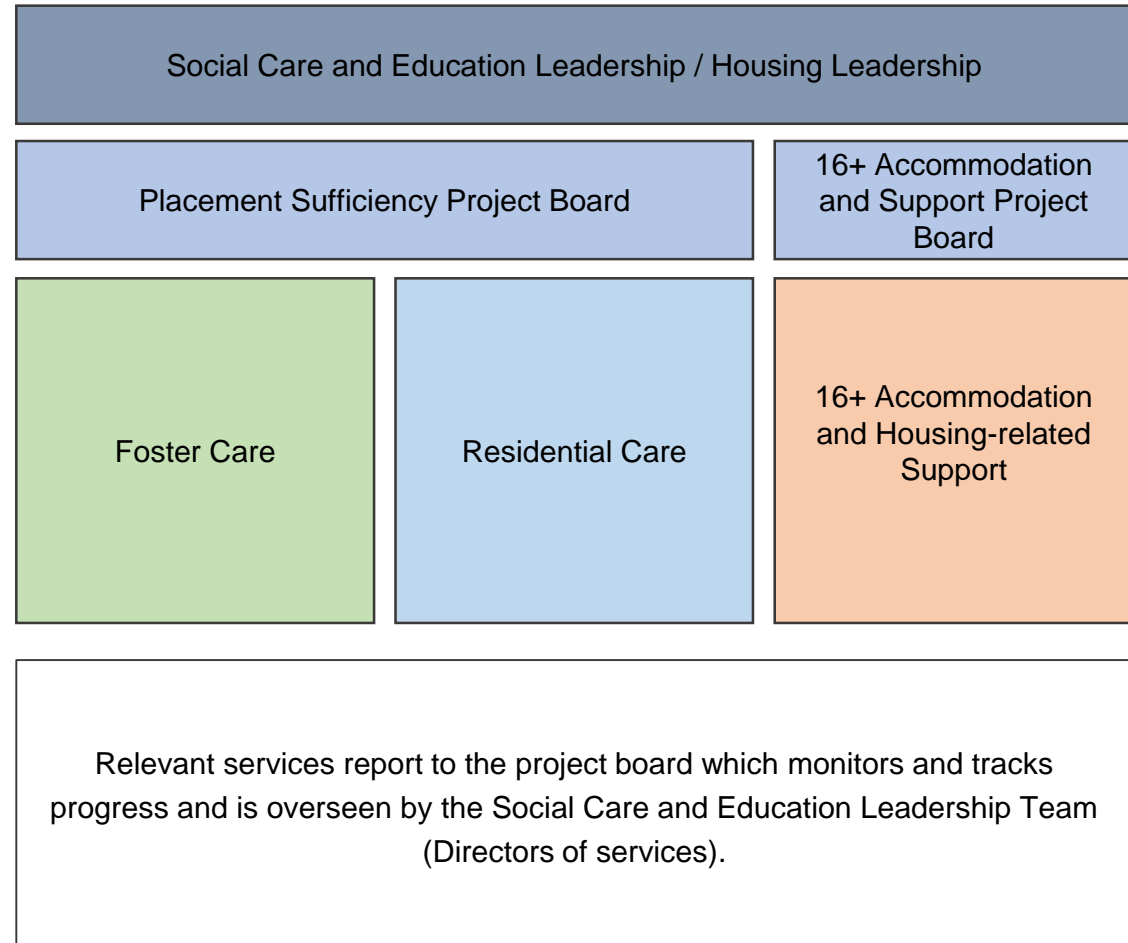 Social Care and Education Leadership / Housing Leadership
Placement Sufficiency Project Board
16+ Accommodation
and Support Project
Board
Foster Care
Residential Care
16+ Accommodation
and Housing-related
Support
Relevant services report to the project board which monitors and tracks
progress and is overseen by the Social Care and Education Leadership Team
(Directors of services).